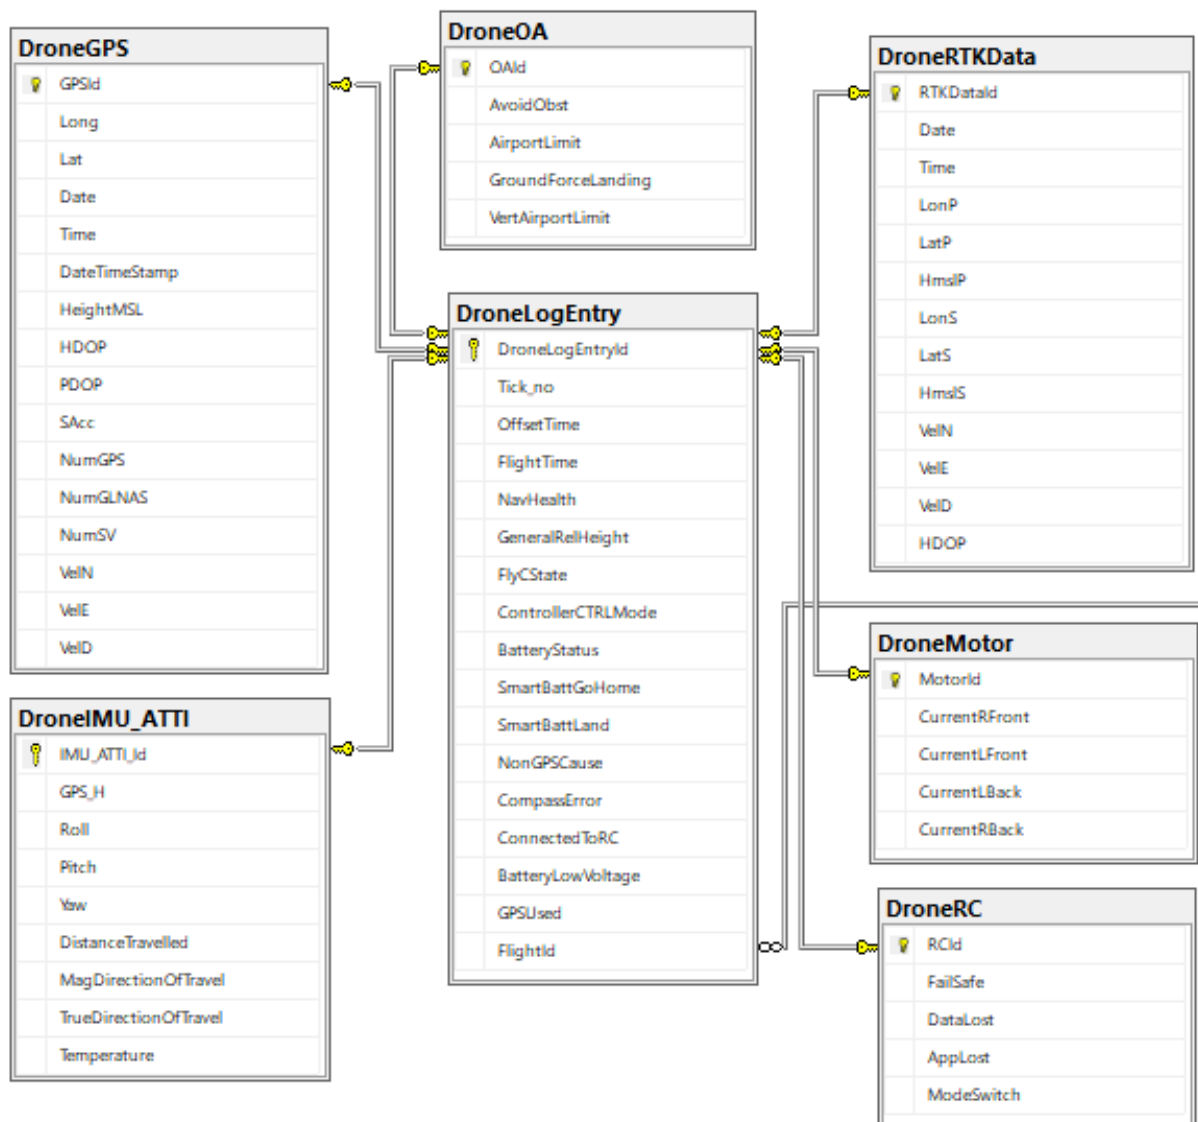 DroneGPS
GPSId
Long
Lat
Date
Time
DateTimeStamp
HeightMSL
HDOP
PDOP
SAcc
NumGPS
NumGLNAS
NumSV
VelN
VelE
VelD
DroneOA
OAId
AvoidObst
AirportLimit
GroundForceLanding
VertAirportLimit
DroneRTKData
RTKDataId
Date
Time
LonP
LatP
HmslP
LonS
LatS
HmslS
VelN
VelE
VelD
HDOP
DroneLogEntry
DroneLogEntryId
Tick_no
OffsetTime
FlightTime
NavHealth
GeneralRelHeight
FlyCState
ControllerCTRLMode
BatteryStatus
SmartBattGoHome
SmartBattLand
NonGPSCause
CompassError
ConnectedToRC
BatteryLowVoltage
GPSUsed
FlightId
DroneIMU_ATTI
IMU_ATTI_Id
GPS_H
Roll
Pitch
Yaw
DistanceTravelled
MagDirectionOfTravel
TrueDirectionOfTravel
Temperature
DroneMotor
MotorId
CurrentRFront
CurrentLFront
CurrentLBack
CurrentRBack
DroneRC
RCId
FailSafe
DataLost
AppLost
ModeSwitch